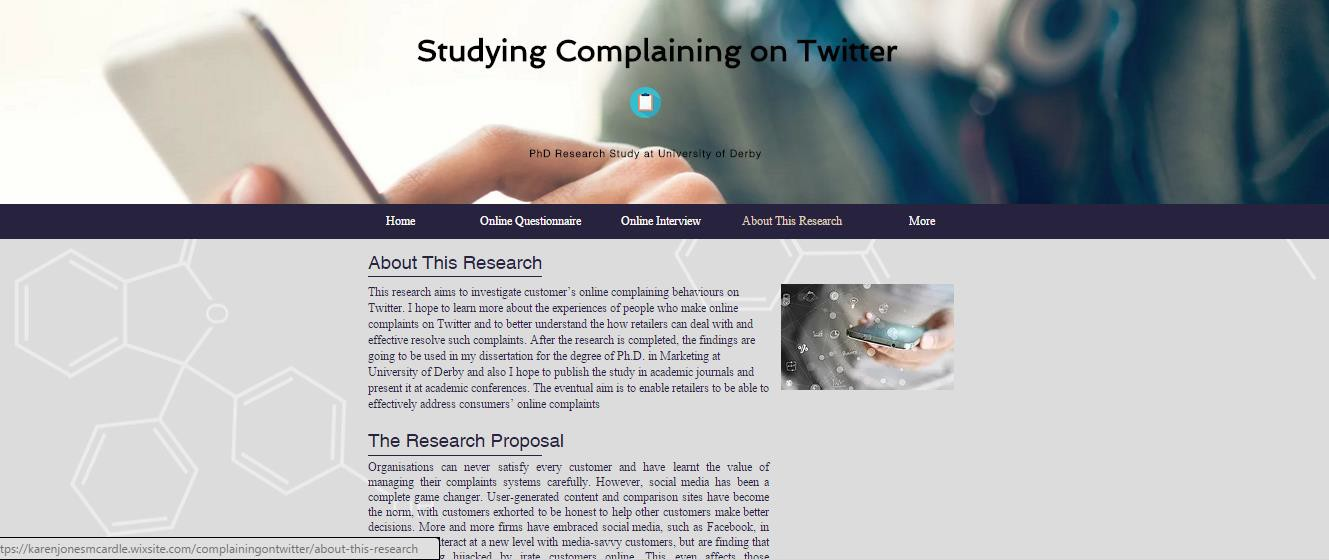 Studying Complaining on Twitter
PhD Research Study at University of Derby
Home Online Questionnaire Online Interview About This Research More
About This Research
This research aims to investigate customer’s online complaining behaviours on
Twitter. I hope to learn more about the experiences of people who make online
complaints on Twitter and to better understand the how retailers can deal with and
effective resolve such complaints. After the research is completed, the findings are
going to be used in my dissertation for the degree of Ph.D. in Marketing at
University of Derby and also I hope to publish the study in academic journals and
present it at academic conferences. The eventual aim is to enable retailers to be able to
effectively address consumers’ online complaints
The Research Proposal
Organisations can never satisfy every customer and have learnt the value of
managing their complaints systems carefully. However, social media has been a
complete game changer. User-generated content and comparison sites have become
the norm, with customers exhorted to be honest to help other customers make better
decisions. More and more firms have embraced social media, such as Facebook, in
teract at a new level with media-savvy customers, but are finding that
hijacked by irate customers online. This even affects those
tps://karenjonesmcardle.wixsite.com/complainingontwitter/about-this-research